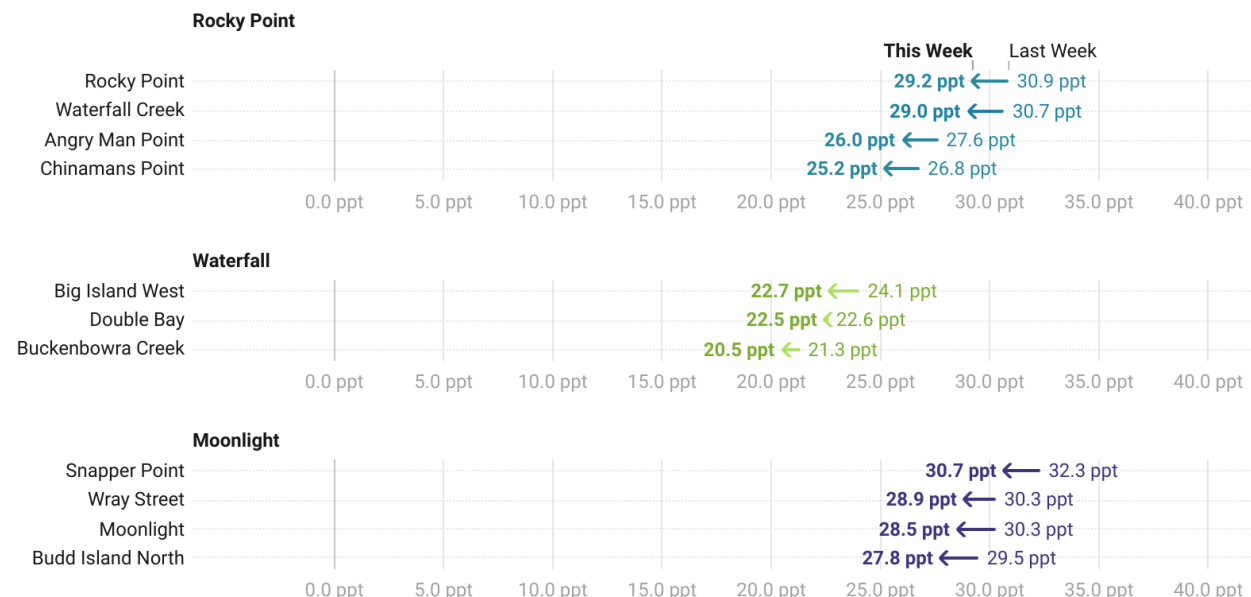 Rocky Point
This Week Last Week
Rocky Point 29.2 ppt 30.9 ppt
Waterfall Creek 29.0 ppt 30.7 ppt
Angry Man Point 26.0 ppt 27.6 ppt
Chinamans Point 25.2 ppt 26.8 ppt
0.0 ppt 5.0 ppt 10.0 ppt 15.0 ppt 20.0 ppt 25.0 ppt 30.0 ppt 35.0 ppt 40.0 ppt
Waterfall
Big Island West 22.7 ppt 24.1 ppt
Double Bay 22.5 ppt 22.6 ppt
Buckenbowra Creek 20.5 ppt 21.3 ppt
0.0 ppt 5.0 ppt 10.0 ppt 15.0 ppt 20.0 ppt 25.0 ppt 30.0 ppt 35.0 ppt 40.0 ppt
Moonlight
Snapper Point 30.7 ppt 32.3 ppt
Wray Street 28.9 ppt 30.3 ppt
Moonlight 28.5 ppt 30.3 ppt
Budd Island North 27.8 ppt 29.5 ppt
0.0 ppt 5.0 ppt 10.0 ppt 15.0 ppt 20.0 ppt 25.0 ppt 30.0 ppt 35.0 ppt 40.0 ppt